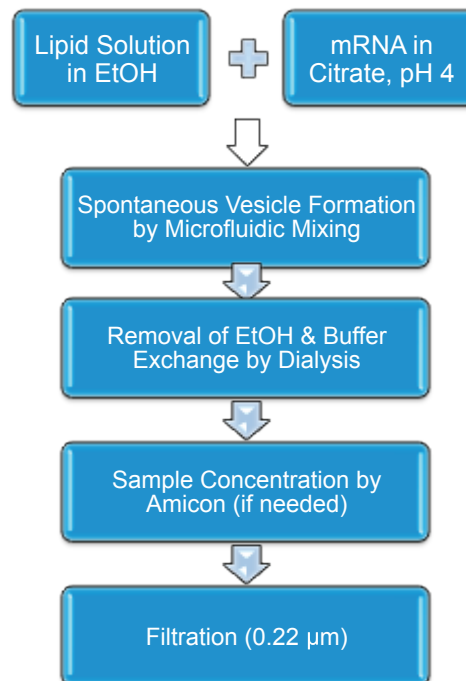 Lipid Solution
in EtOH
mRNA in
Citrate, pH 4
Spontaneous Vesicle Formation
by Microfluidic Mixing
Removal of EtOH & Buffer
Exchange by Dialysis
Sample Concentration by
Amicon (if needed)
Filtration (0.22 μm)